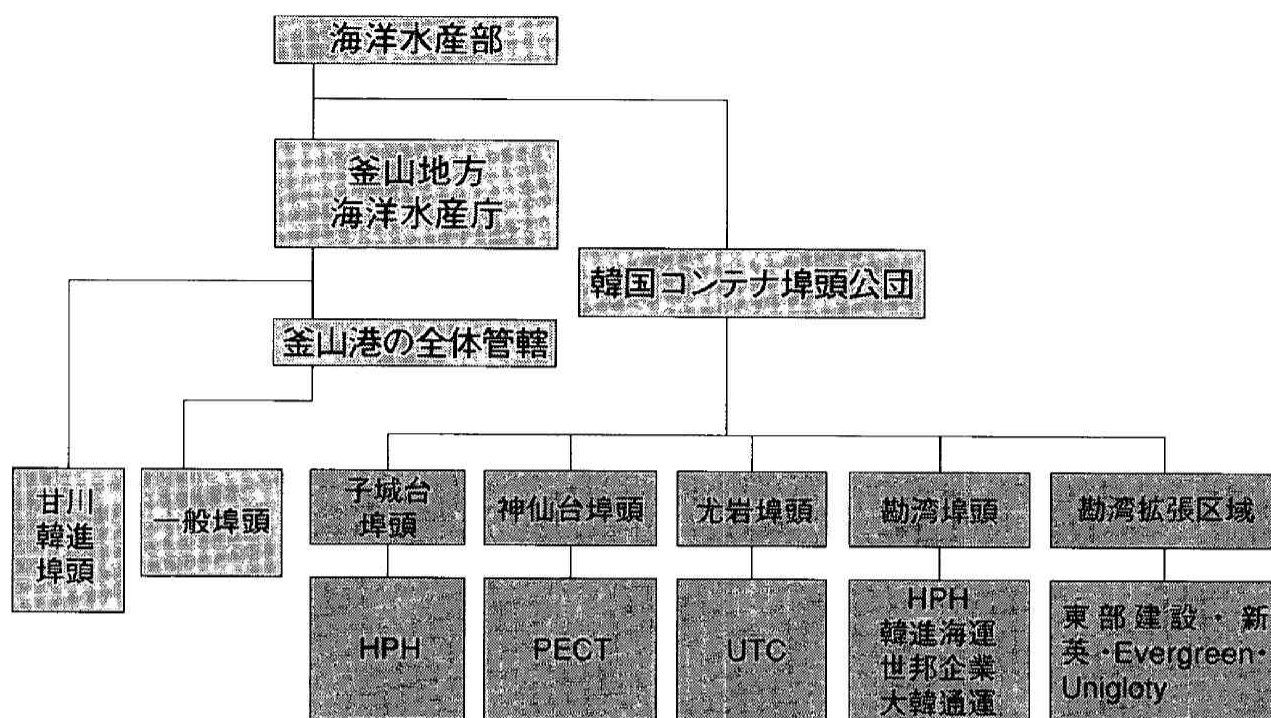 海洋水産部
釜山地方
海洋水産庁
韓国コンテナ埠頭公団
釜山港の全体管轄
甘川
韓進
埠頭
一般埠頭
子城台
埠頭
神仙台埠頭
尤岩埠頭
勘湾埠頭
勘湾拡張区域
HPH
PECT
UTC
HPH
韓進海運
世邦企業
大韓通運
東部建設・新
英・Evergreen・
Unigloty